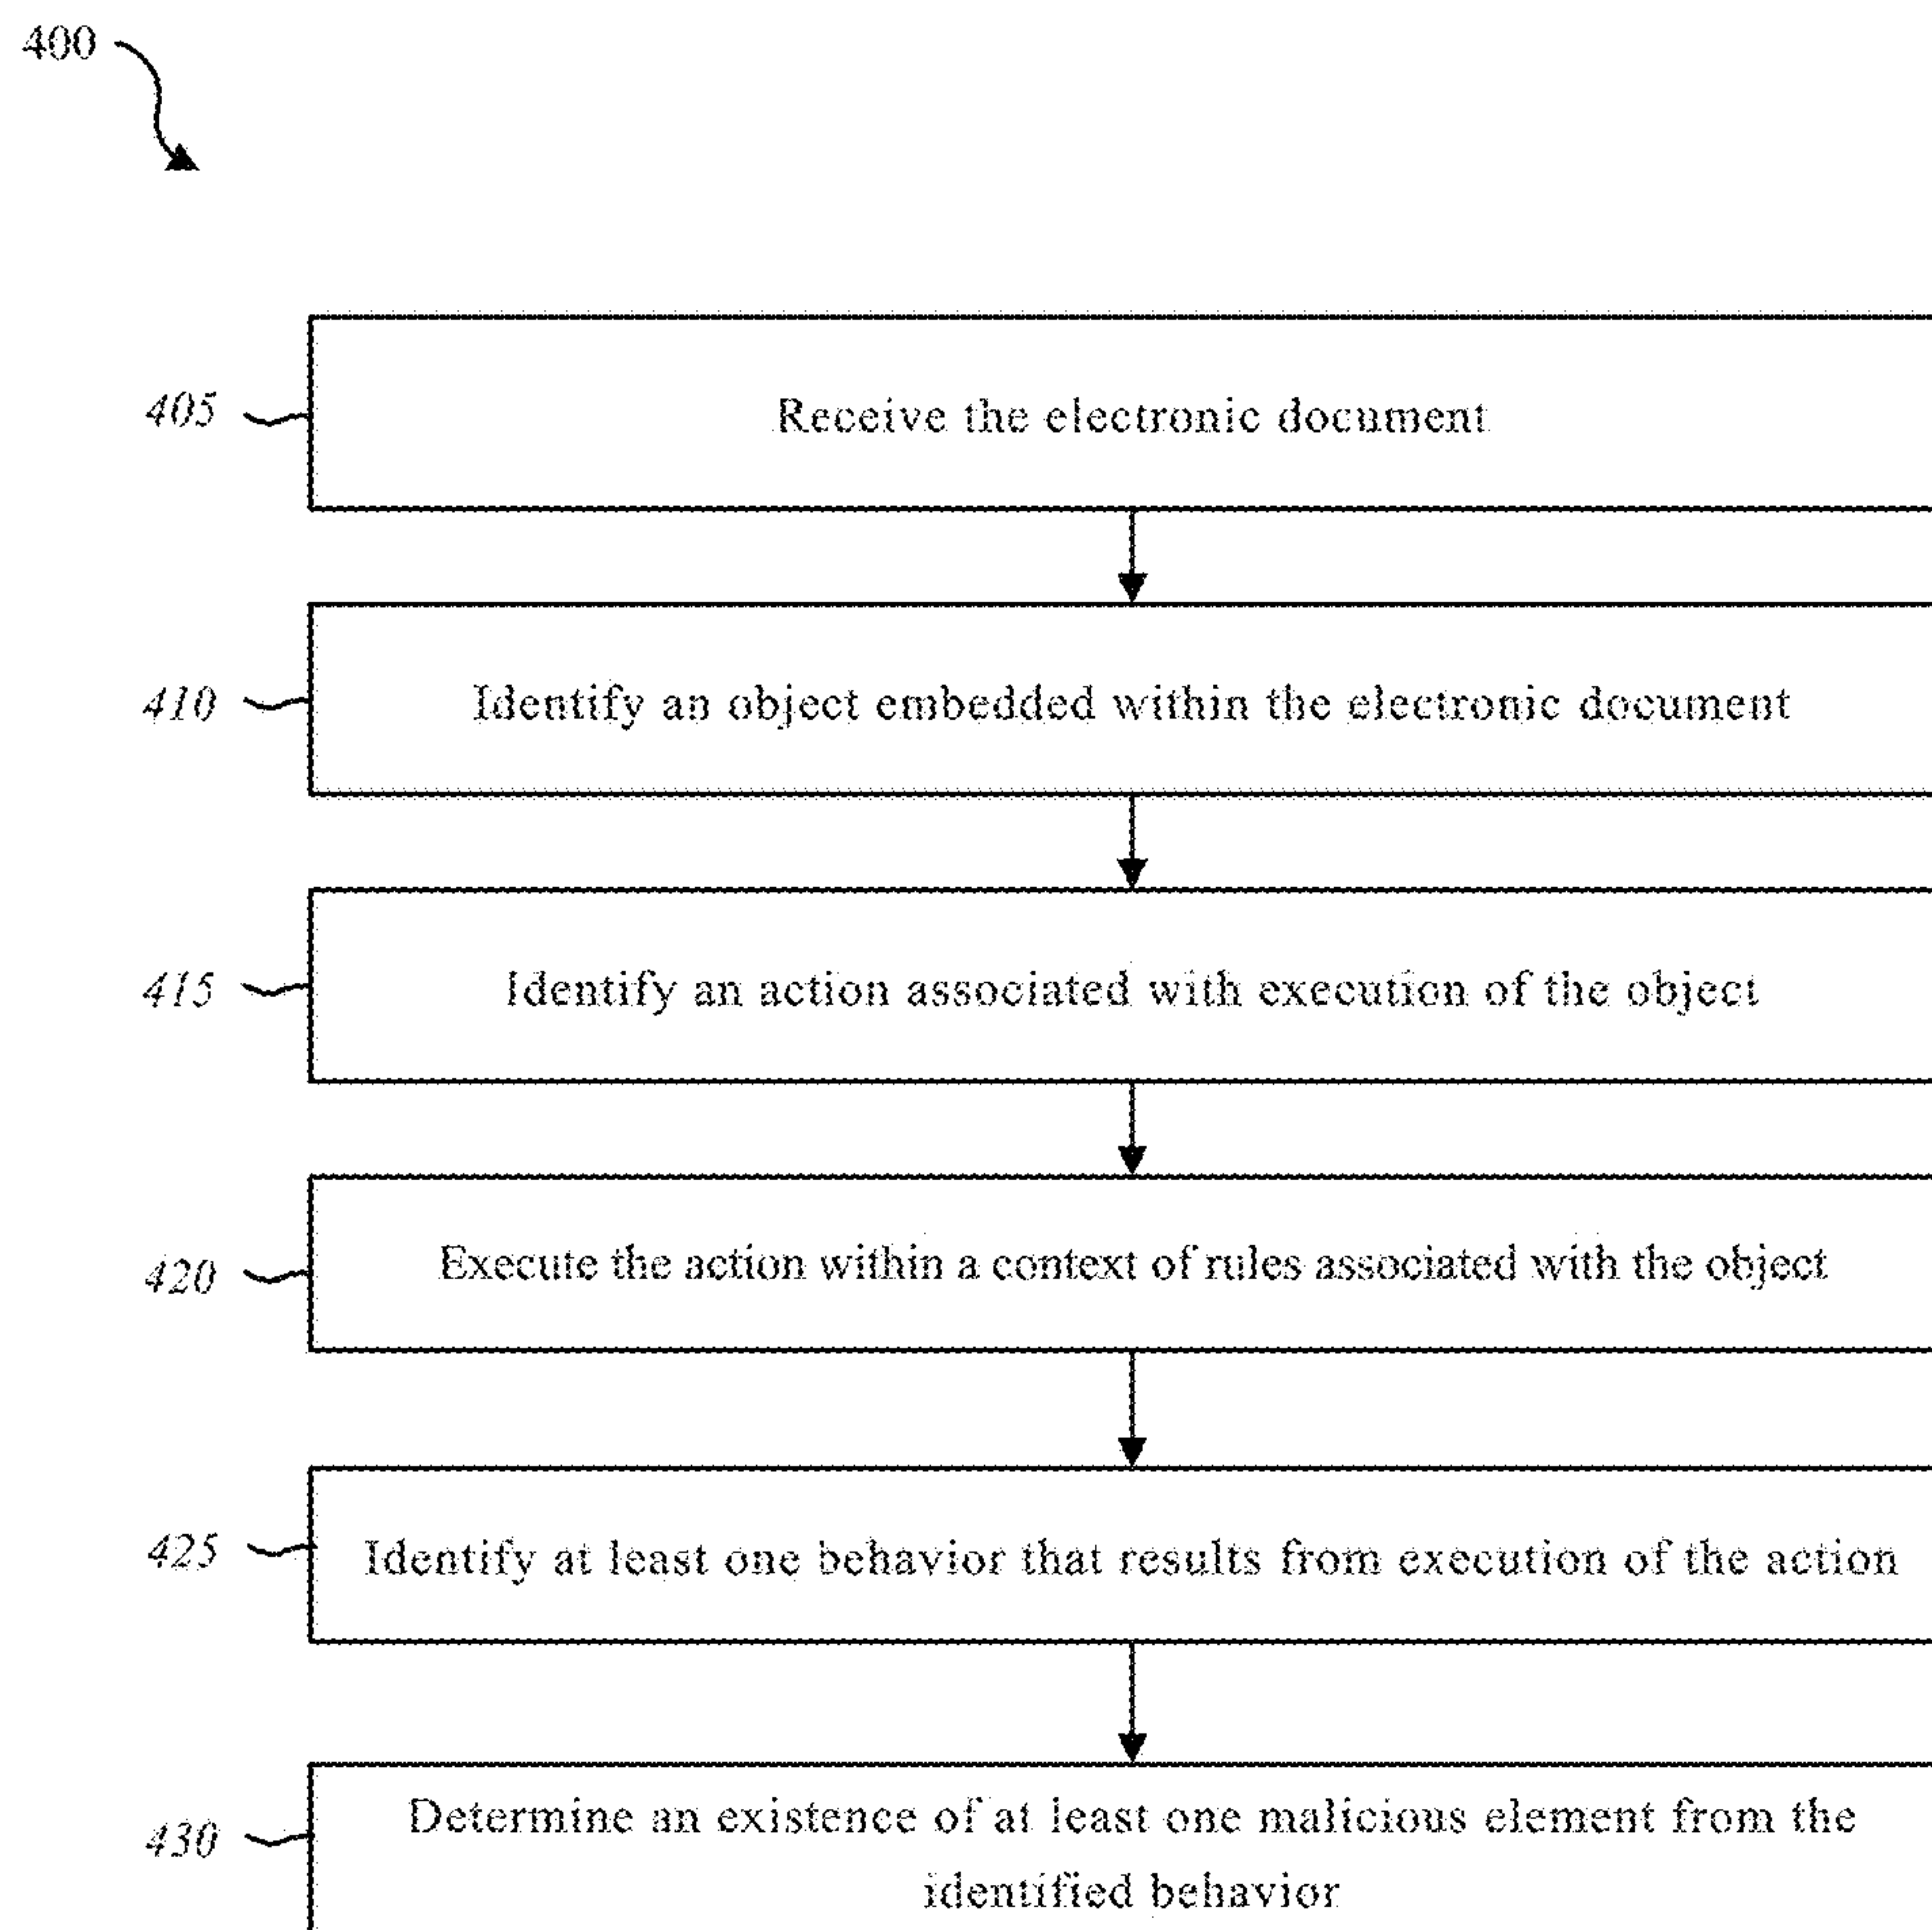 400
405
Receive the electronic document
410
Identify an object embedded within the electronic document
415
Identify an action associated with execution of the object
420
Execute the action within a context of rules associated with the object
425
Identify at least one behavior that results from execution of the action
430
Determine an existence of at least one malicious element from the
identified behavior